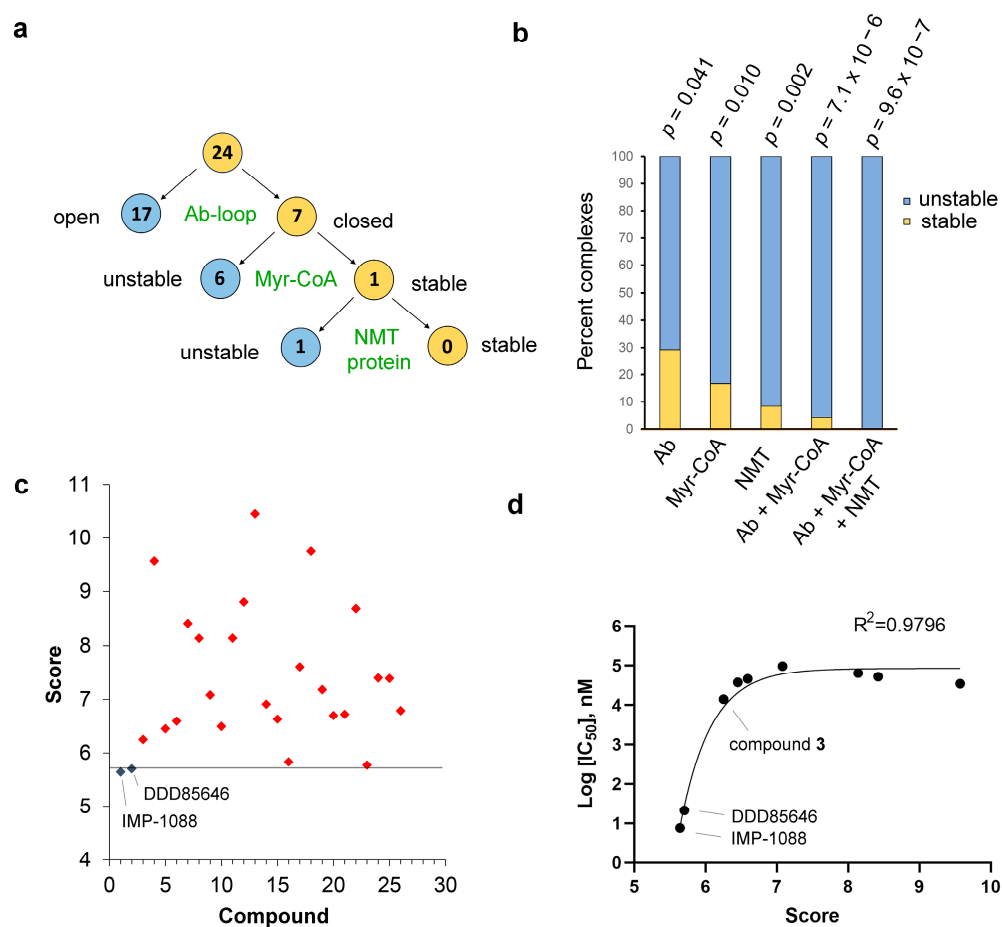 a
24
open
17
Ab-loop
7
closed
unstable
6
Myr-CoA
1
stable
unstable
1
NMT
protein
0
stable
b
p = 0.041
p = 0.010
p = 0.002
p = 7.1 x 10−6
p = 9.6 x 10−7
Percent complexes
100
90
80
70
60
50
40
30
20
10
0
unstable
stable
Ab
Myr-CoA
NMT
Ab + Myr-CoA
Ab + Myr-CoA
+ NMT
c
Score
11
10
9
8
7
6
5
4
DDD85646
IMP-1088
0
5
10
15
20
25
30
Compound
d
Log [IC50], nM
6
5
4
3
2
1
0
R2=0.9796
compound 3
DDD85646
IMP-1088
5
6
7
8
9
10
Score